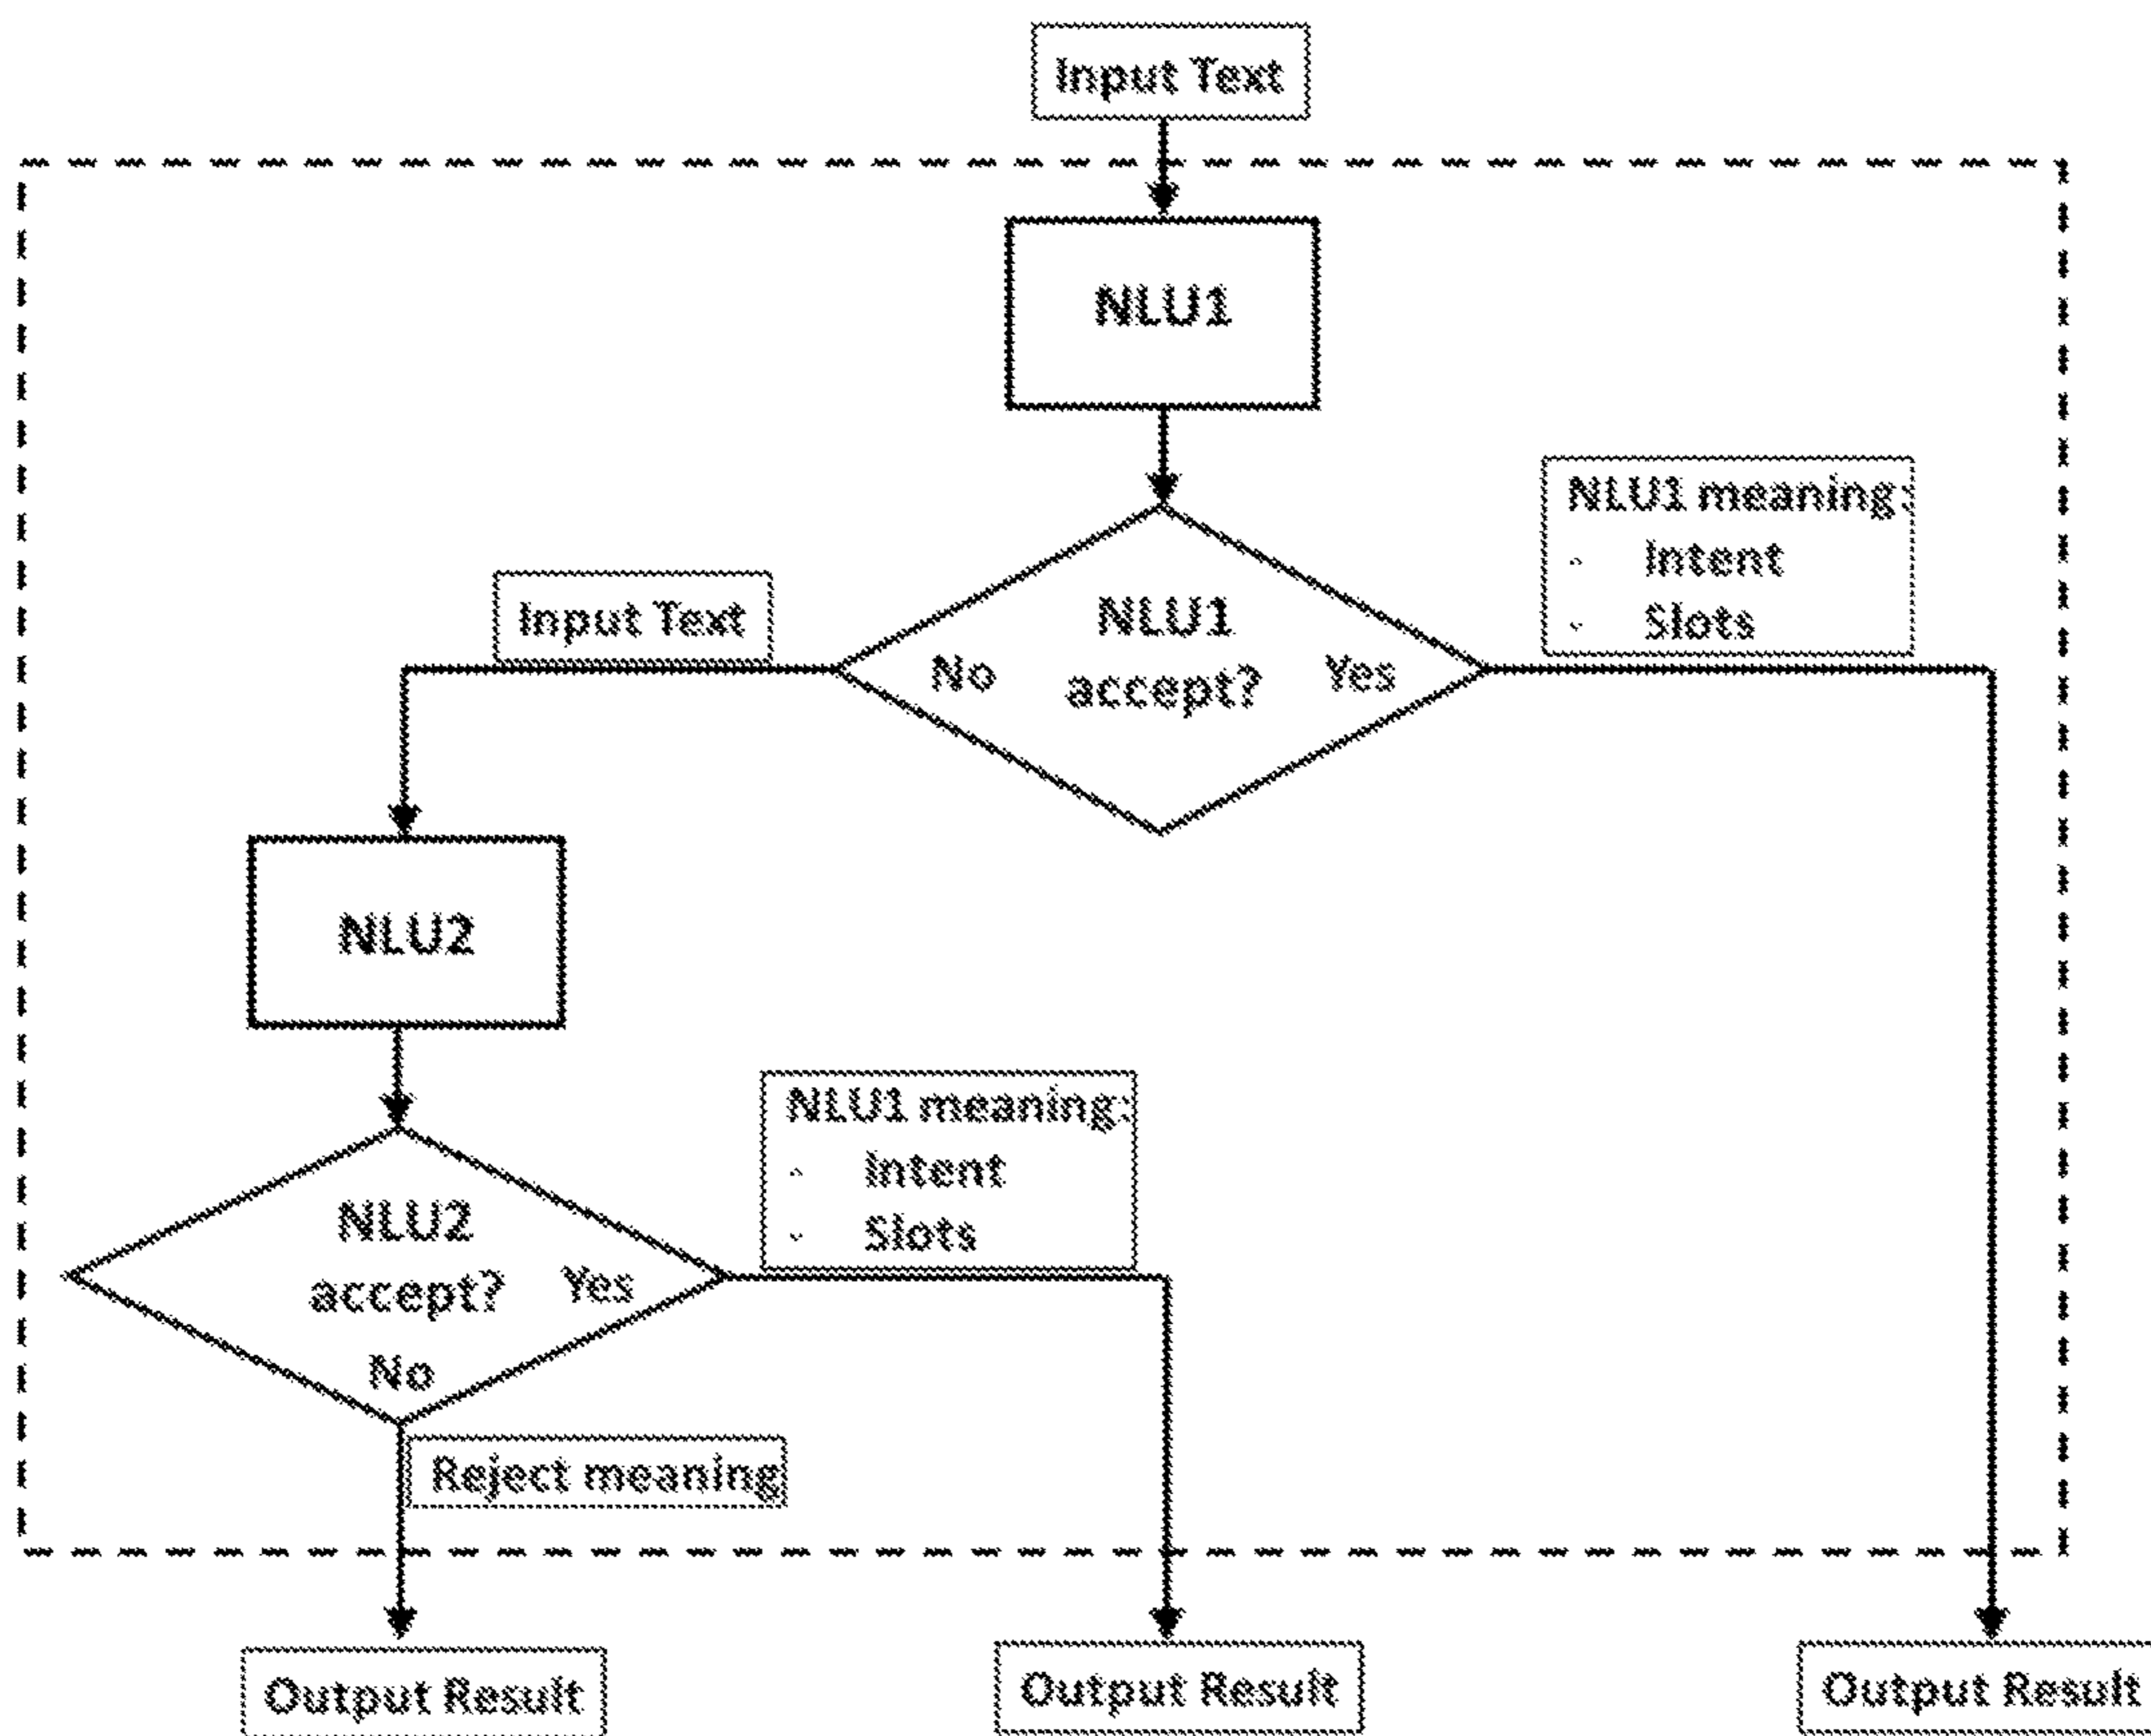 Input Text
NLU1
NLU1 meaning:
· Intent
· Slots
Input Text
NLU1
accept?
No
Yes
NLU2
NLU1 meaning:
· Intent
· Slots
NLU2
accept?
Yes
No
Reject meaning
Output Result
Output Result
Output Result